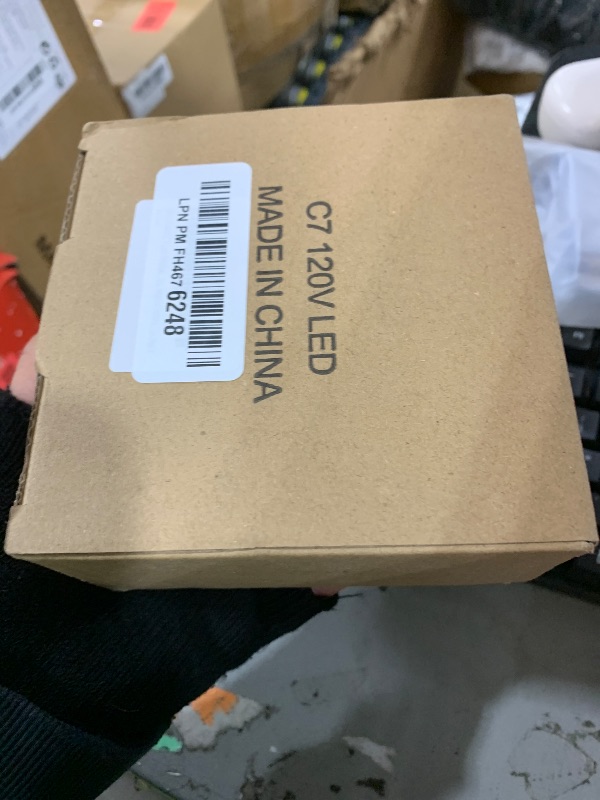 C7 120V LED
MADE IN CHINA
LPN PM FH467 6248